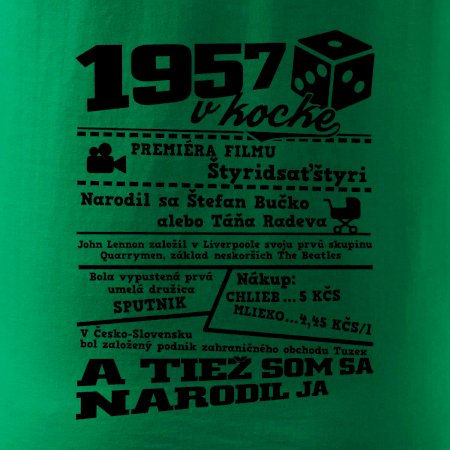 1957
v kocke
PREMIÉRA FILMU
Štyridsaťštyri
Narodil sa Štefan Bučko
alebo Táňa Radeva
John Lennon založil v Liverpoole svoju prvú skupinu
Quarrymen, základ neskorších The Beatles
Bola vypustená prvá
umelá družica
SPUTNIK
Nákup:
CHLIEB ... 5 KČS
MLIEKO...4,45 KČS/l
V Česko-Slovensku
bol založený podnik zahraničného obchodu Tuzex
A TIEŽ SOM SA
NARODIL JA